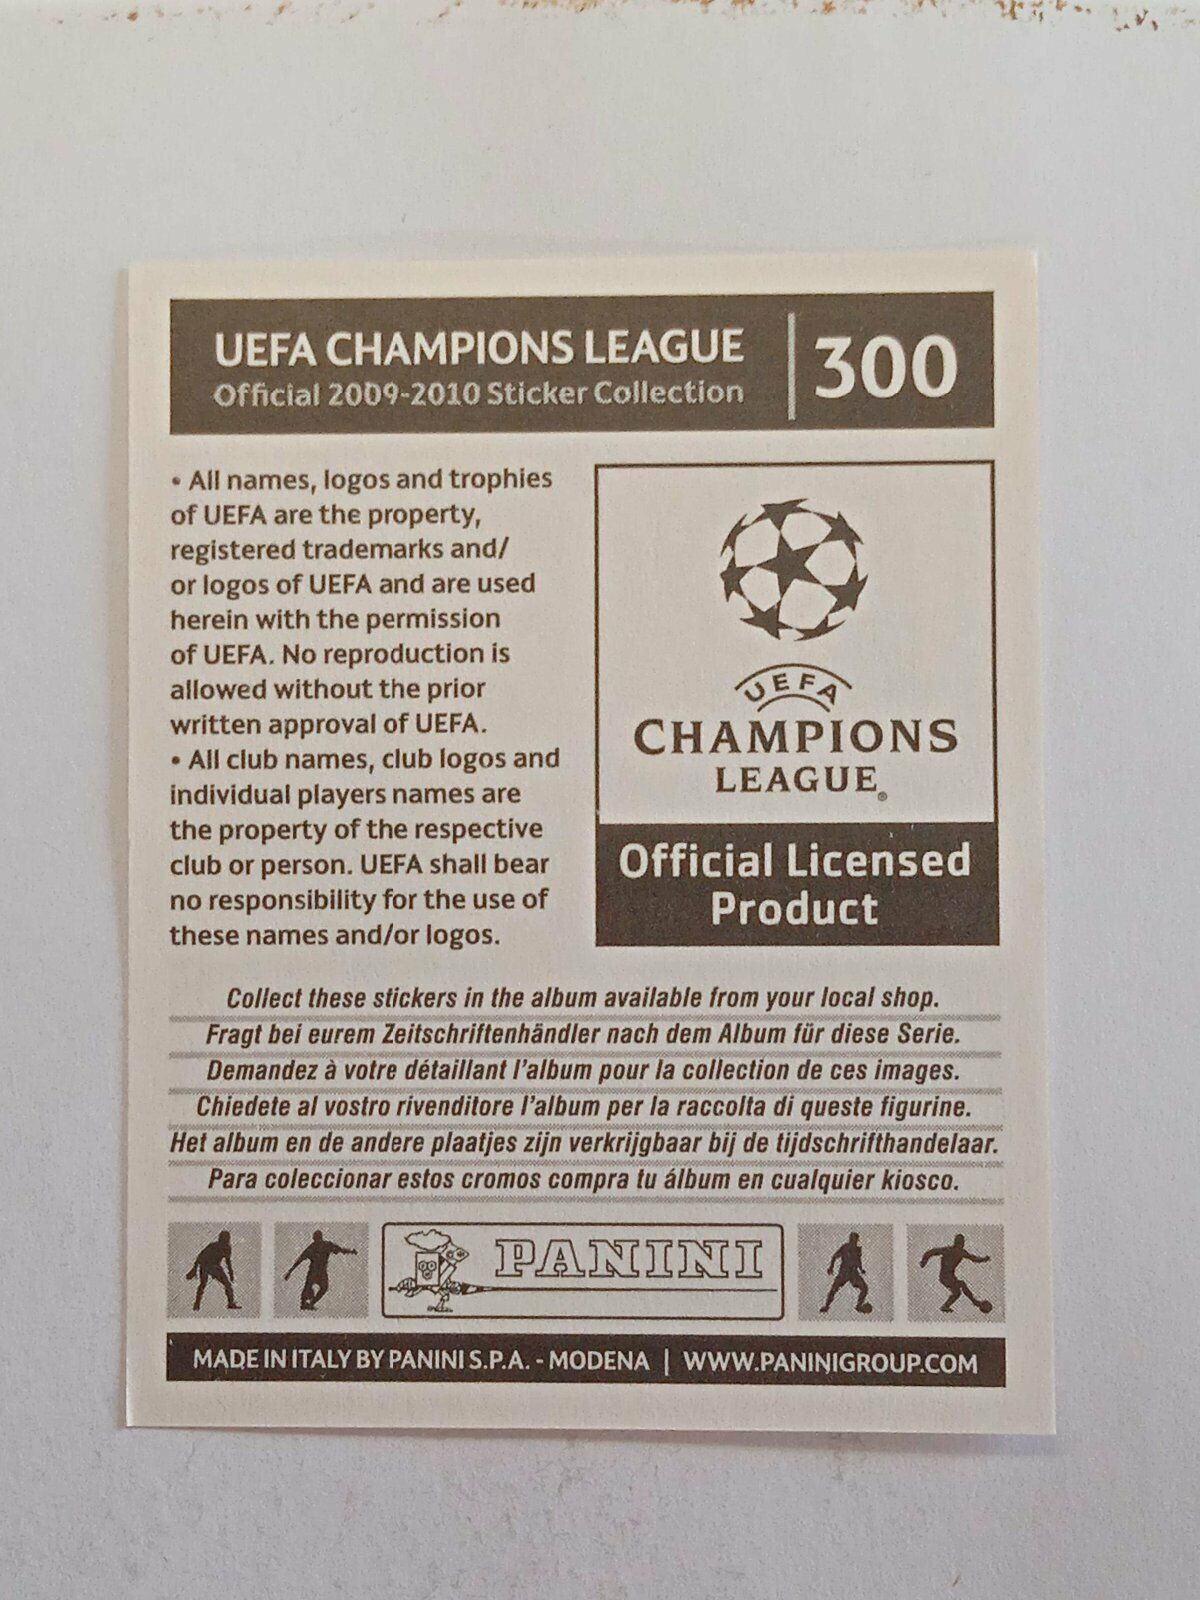 UEFA CHAMPIONS LEAGUE
Official 2009-2010 Sticker Collection
300
• All names, logos and trophies
of UEFA are the property,
registered trademarks and/
or logos of UEFA and are used
herein with the permission
of UEFA. No reproduction is
allowed without the prior
written approval of UEFA.
• All club names, club logos and
individual players names are
the property of the respective
club or person. UEFA shall bear
no responsibility for the use of
these names and/or logos.
UEFA
CHAMPIONS
LEAGUE®
Official Licensed
Product
Collect these stickers in the album available from your local shop.
Fragt bei eurem Zeitschriftenhändler nach dem Album für diese Serie.
Demandez à votre détaillant l'album pour la collection de ces images.
Chiedete al vostro rivenditore l'album per la raccolta di queste figurine.
Het album en de andere plaatjes zijn verkrijgbaar bij de tijdschrifthandelaar.
Para coleccionar estos cromos compra tu álbum en cualquier kiosco.
PANINI
MADE IN ITALY BY PANINI S.P.A. - MODENA | WWW.PANINIGROUP.COM